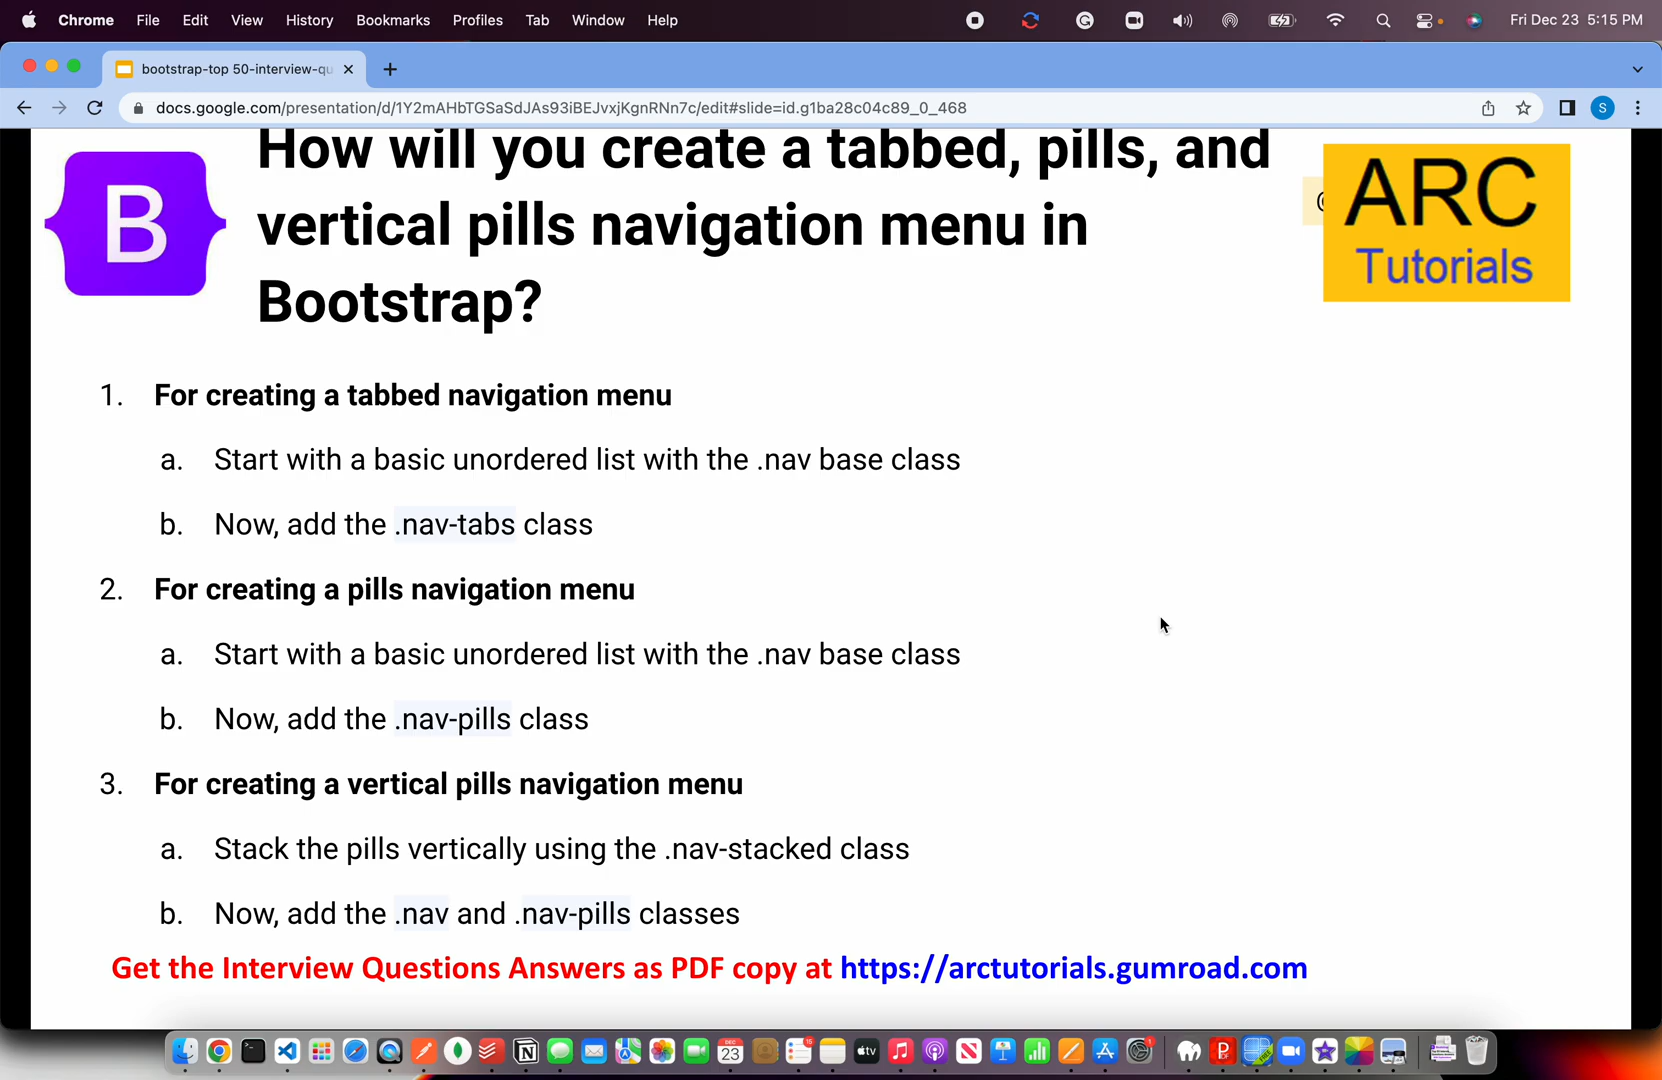 Chrome File Edit View History Bookmarks Profiles Tab Window Help Fri Dec 23 5:15 PM
bootstrap-top 50-interview-qu
docs.google.com/presentation/d/1Y2mAHbTGSaSdJAs93iBEJvxjKgnRNn7c/edit#slide=id.g1ba28c04c89_0_468
S
B
How will you create a tabbed, pills, and
vertical pills navigation menu in
Bootstrap?
ARC
Tutorials
1. For creating a tabbed navigation menu
a. Start with a basic unordered list with the .nav base class
b. Now, add the .nav-tabs class
2. For creating a pills navigation menu
a. Start with a basic unordered list with the .nav base class
b. Now, add the .nav-pills class
3. For creating a vertical pills navigation menu
a. Stack the pills vertically using the .nav-stacked class
b. Now, add the .nav and .nav-pills classes
Get the Interview Questions Answers as PDF copy at https://arctutorials.gumroad.com
DEC
23
tv